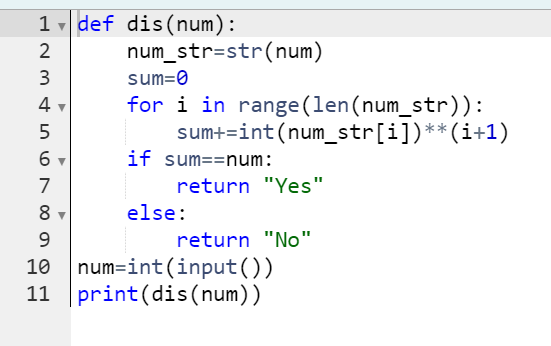 1 def dis(num):
2     num_str=str(num)
3     sum=0
4     for i in range(len(num_str)):
5         sum+=int(num_str[i])**(i+1)
6     if sum==num:
7         return "Yes"
8     else:
9         return "No"
10 num=int(input())
11 print(dis(num))